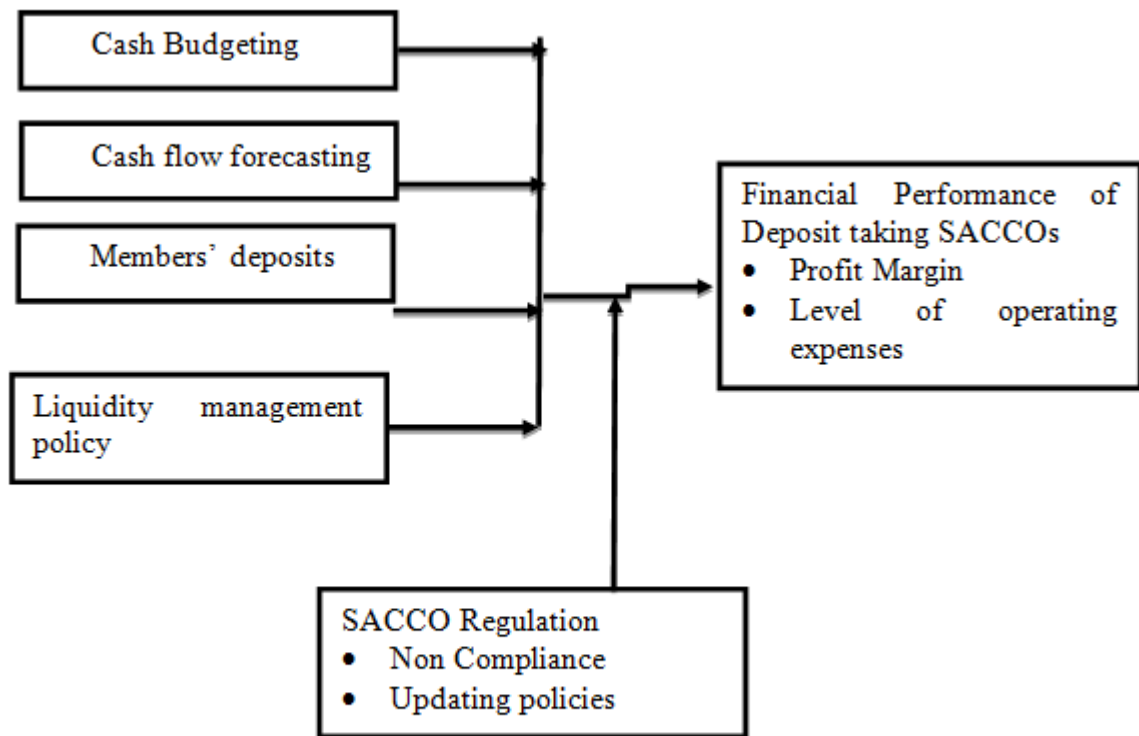 Cash Budgeting
Cash flow forecasting
Members’ deposits
Liquidity management
policy
Financial Performance of
Deposit taking SACCOs
• Profit Margin
• Level of operating
expenses
SACCO Regulation
• Non Compliance
• Updating policies